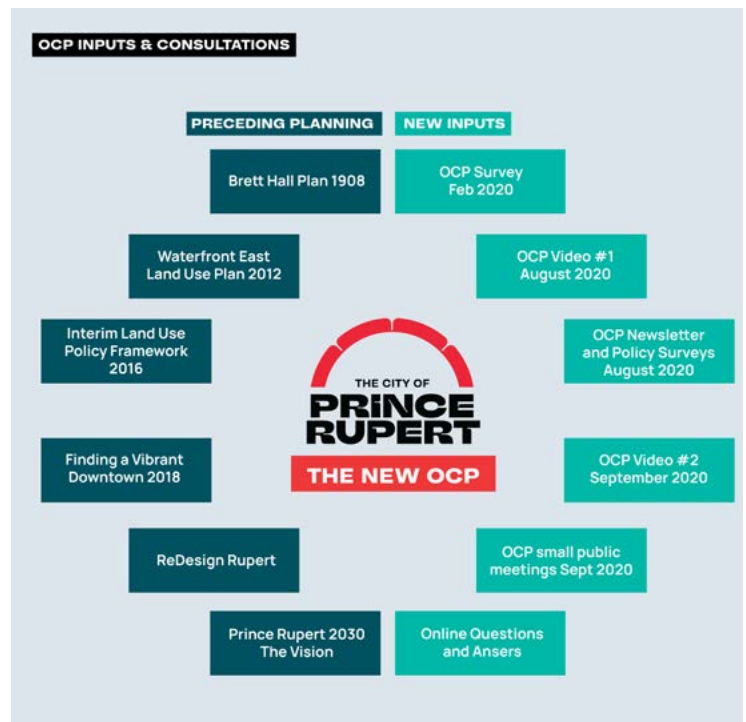 OCP INPUTS & CONSULTATIONS
PRECEDING PLANNING
NEW INPUTS
Brett Hall Plan 1908
OCP Survey
Feb 2020
Waterfront East
Land Use Plan 2012
OCP Video #1
August 2020
Interim Land Use
Policy Framework
2016
OCP Newsletter
and Policy Surveys
August 2020
THE CITY OF
PRINCE
RUPERT
THE NEW OCP
Finding a Vibrant
Downtown 2018
OCP Video #2
September 2020
ReDesign Rupert
OCP small public
meetings Sept 2020
Prince Rupert 2030
The Vision
Online Questions
and Ansers